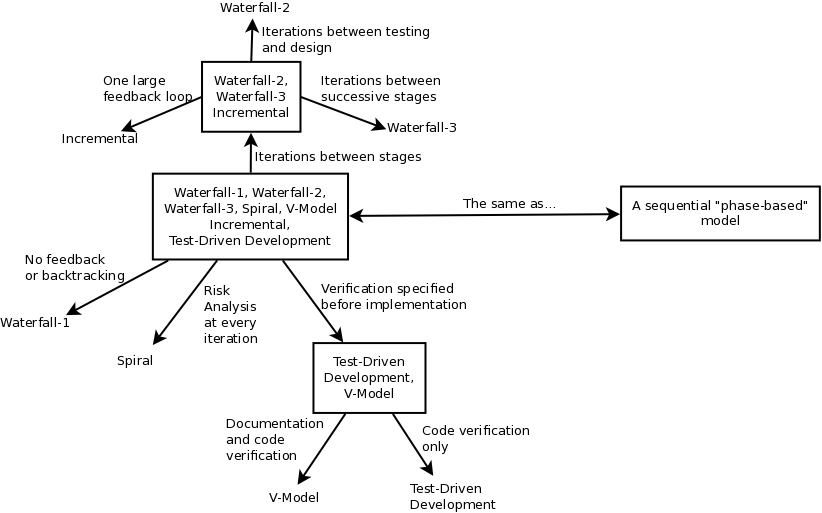 Waterfall-2
Iterations between testing
and design
One large
feedback loop
Waterfall-2,
Waterfall-3
Incremental
Iterations between
successive stages
Incremental
Waterfall-3
Iterations between stages
Waterfall-1, Waterfall-2,
Waterfall-3, Spiral, V-Model
Incremental,
Test-Driven Development
The same as...
A sequential "phase-based"
model
No feedback
or backtracking
Risk
Analysis
at every
iteration
Verification specified
before implementation
Waterfall-1
Spiral
Test-Driven
Development,
V-Model
Documentation
and code
verification
Code verification
only
V-Model
Test-Driven
Development